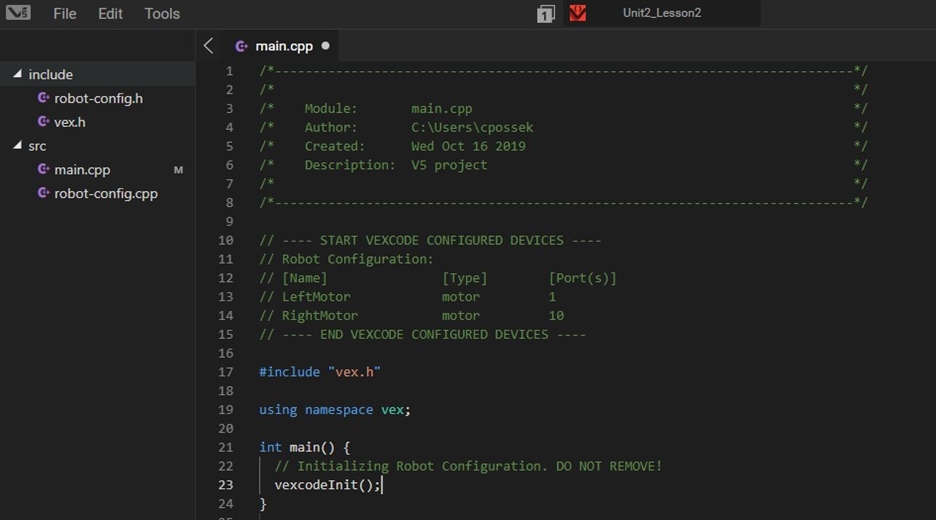 V5 File Edit Tools 1 Unit2_Lesson2
include
robot-config.h
vex.h
src
main.cpp M
robot-config.cpp
main.cpp
1 /*----------------------------------------------------------------------------*/
2 /*                                                                            */
3 /*    Module:       main.cpp                                                  */
4 /*    Author:       C:\Users\cpossek                                          */
5 /*    Created:      Wed Oct 16 2019                                           */
6 /*    Description:  V5 project                                                */
7 /*                                                                            */
8 /*----------------------------------------------------------------------------*/
9
10 // ---- START VEXCODE CONFIGURED DEVICES ----
11 // Robot Configuration:
12 // [Name]               [Type]        [Port(s)]
13 // LeftMotor            motor         1
14 // RightMotor           motor         10
15 // ---- END VEXCODE CONFIGURED DEVICES ----
16
17 #include "vex.h"
18
19 using namespace vex;
20
21 int main() {
22   // Initializing Robot Configuration. DO NOT REMOVE!
23   vexcodeInit();
24 }